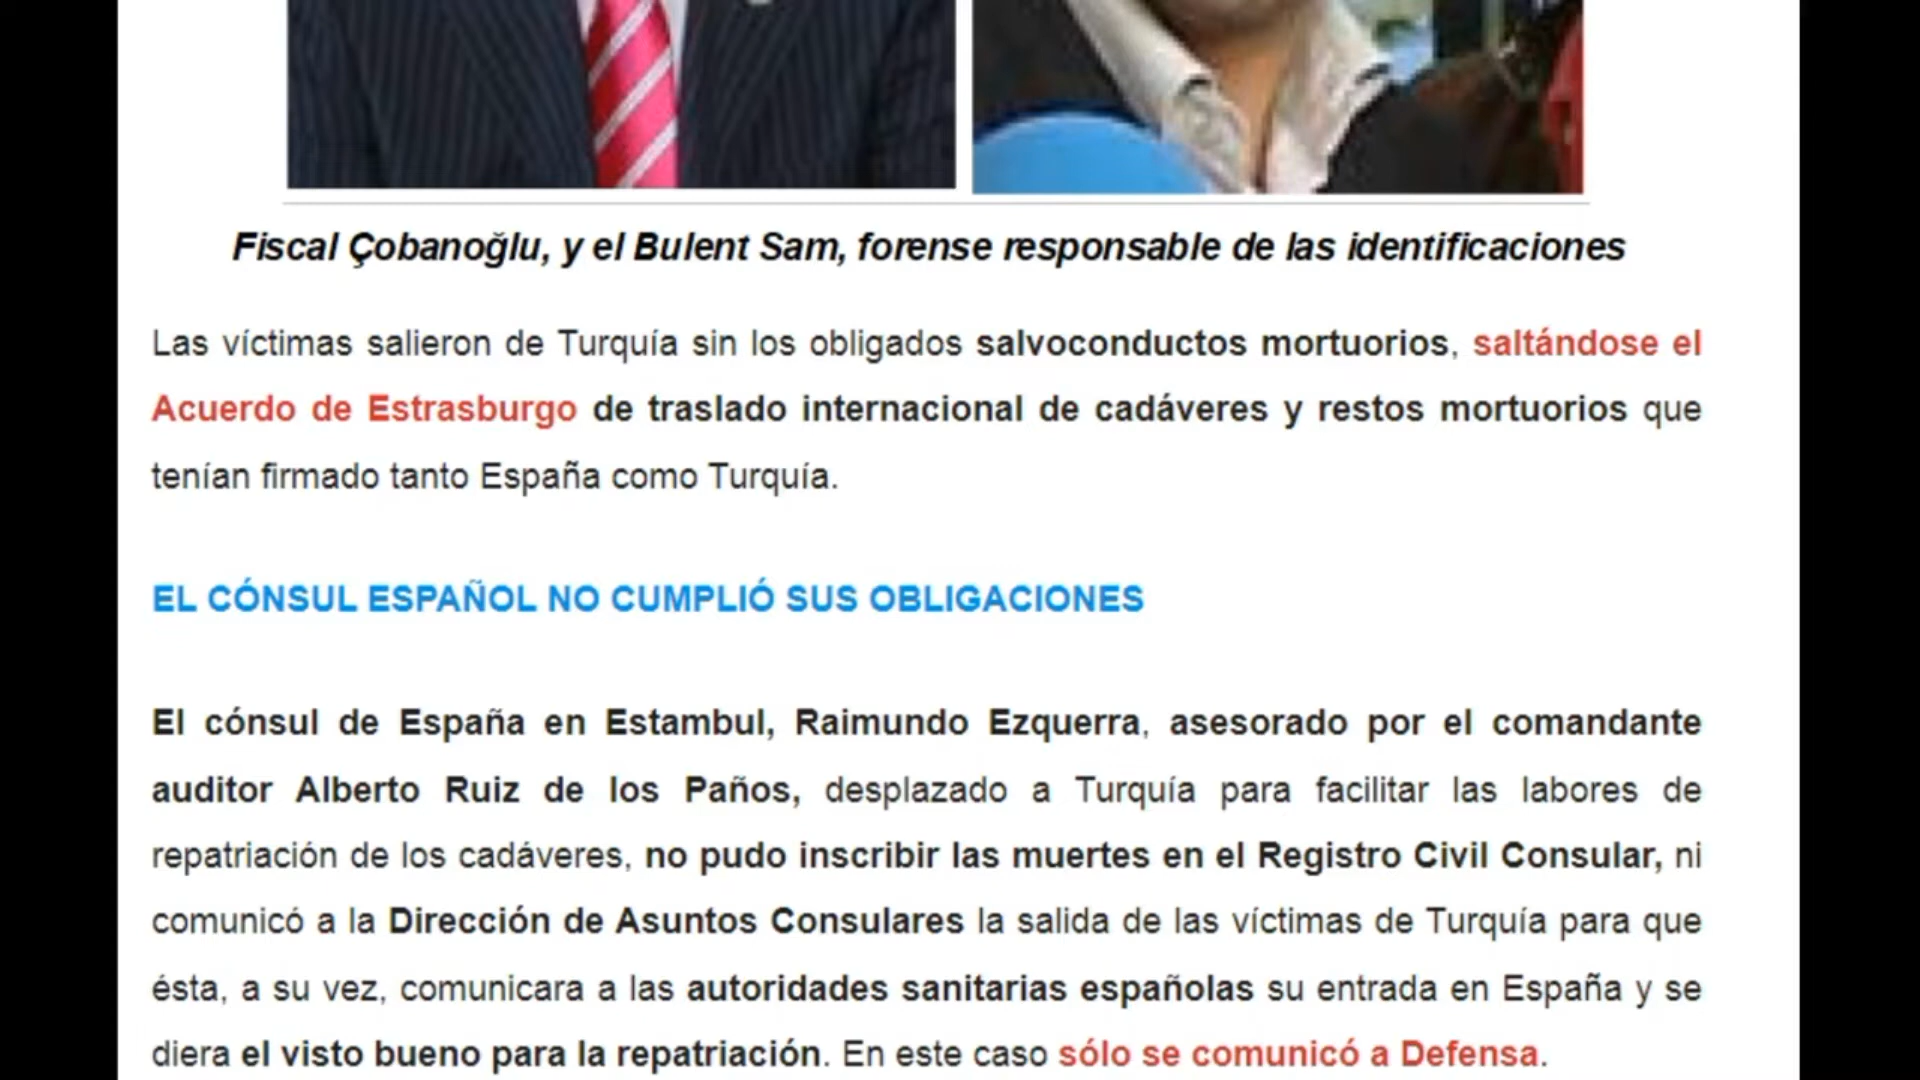 Fiscal Çobanoğlu, y el Bulent Sam, forense responsable de las identificaciones
Las víctimas salieron de Turquía sin los obligados salvoconductos mortuorios, saltándose el
Acuerdo de Estrasburgo de traslado internacional de cadáveres y restos mortuorios que
tenían firmado tanto España como Turquía.
EL CÓNSUL ESPAÑOL NO CUMPLIÓ SUS OBLIGACIONES
El cónsul de España en Estambul, Raimundo Ezquerra, asesorado por el comandante
auditor Alberto Ruiz de los Paños, desplazado a Turquía para facilitar las labores de
repatriación de los cadáveres, no pudo inscribir las muertes en el Registro Civil Consular, ni
comunicó a la Dirección de Asuntos Consulares la salida de las víctimas de Turquía para que
ésta, a su vez, comunicara a las autoridades sanitarias españolas su entrada en España y se
diera el visto bueno para la repatriación. En este caso sólo se comunicó a Defensa.